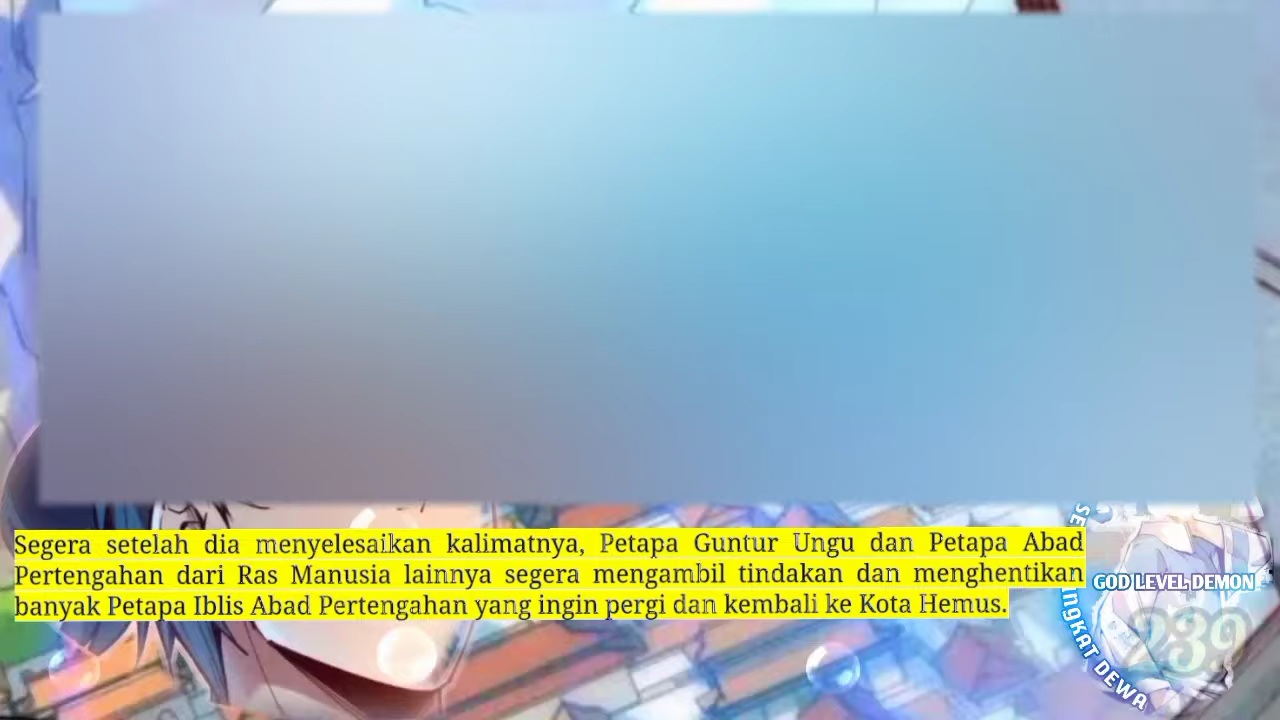 Segera setelah dia menyelesaikan kalimatnya, Petapa Guntur Ungu dan Petapa Abad
Pertengahan dari Ras Manusia lainnya segera mengambil tindakan dan menghentikan
banyak Petapa Iblis Abad Pertengahan yang ingin pergi dan kembali ke Kota Hemus.
GOD LEVEL DEMON
239
INGKAT DEWA